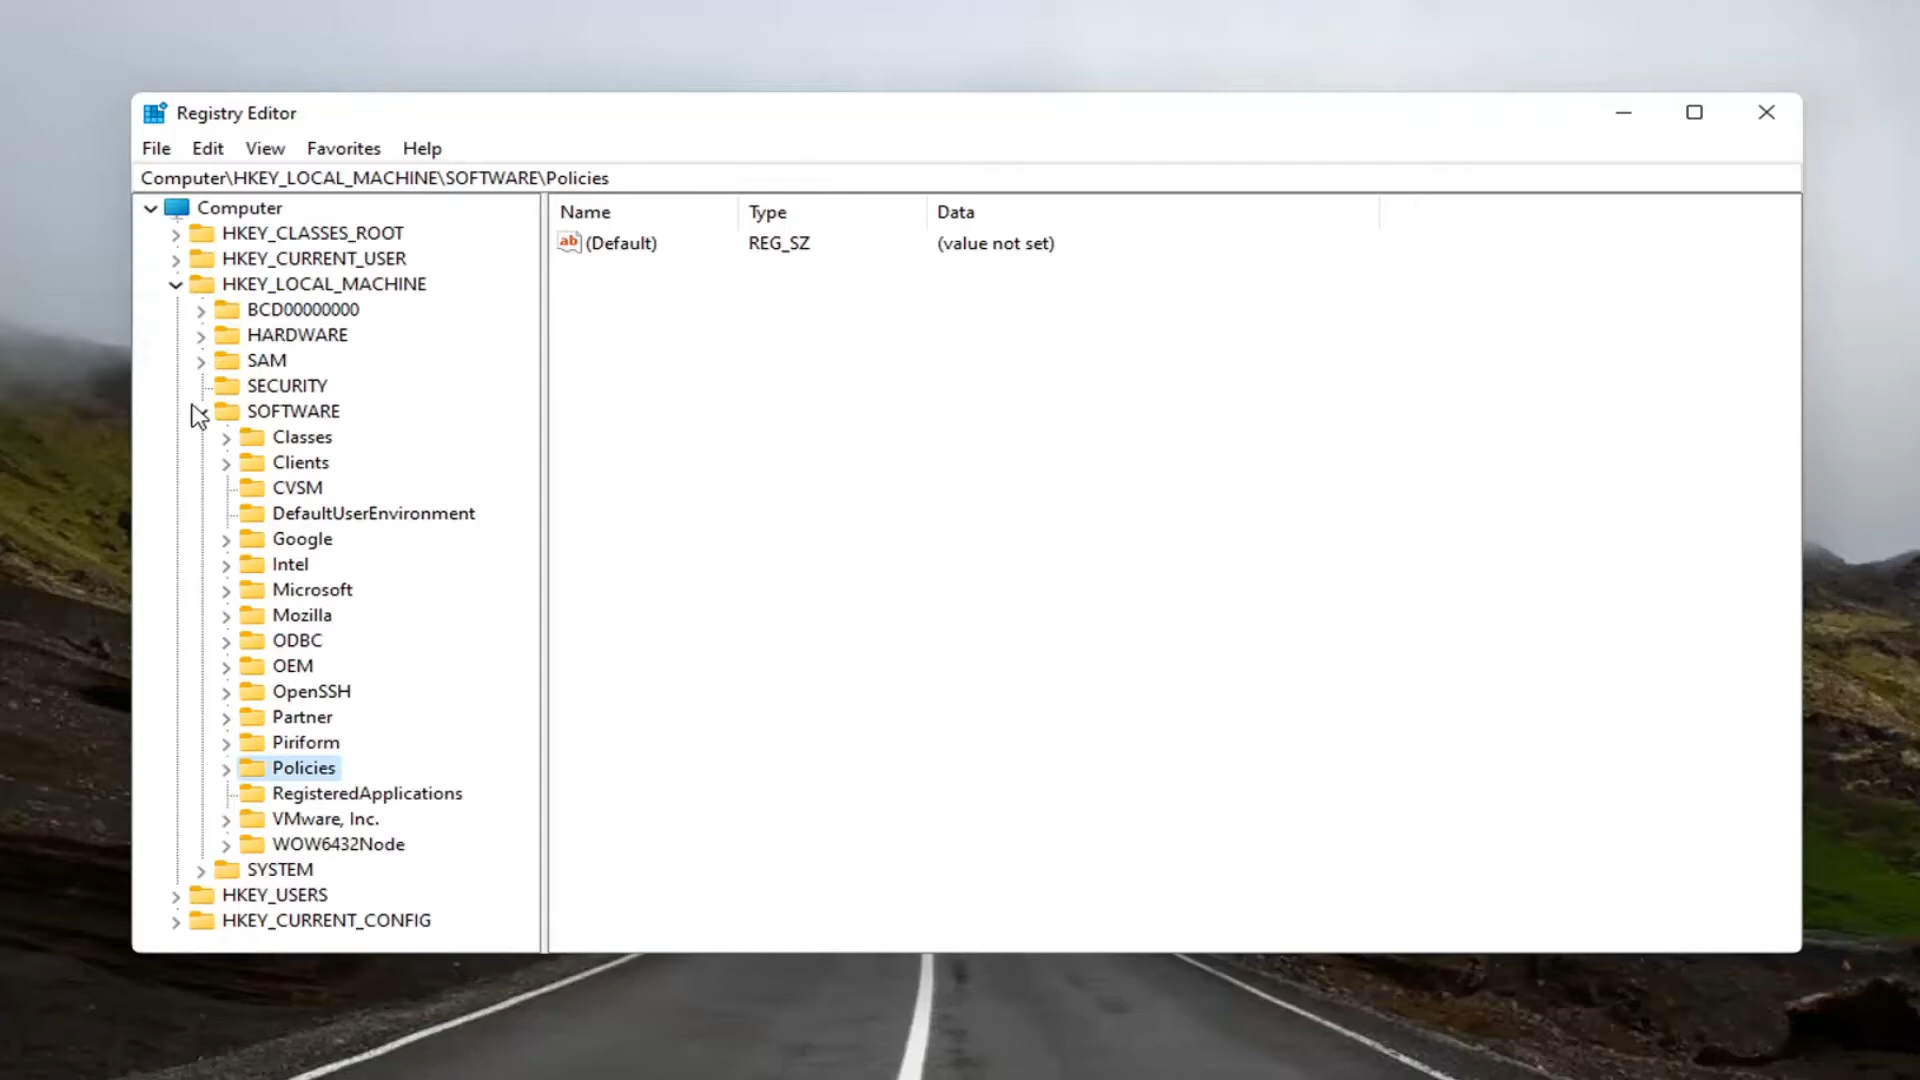 Registry Editor
File Edit View Favorites Help
Computer\HKEY_LOCAL_MACHINE\SOFTWARE\Policies
Computer
HKEY_CLASSES_ROOT
HKEY_CURRENT_USER
HKEY_LOCAL_MACHINE
BCD00000000
HARDWARE
SAM
SECURITY
SOFTWARE
Classes
Clients
CVSM
DefaultUserEnvironment
Google
Intel
Microsoft
Mozilla
ODBC
OEM
OpenSSH
Partner
Piriform
Policies
RegisteredApplications
VMware, Inc.
WOW6432Node
SYSTEM
HKEY_USERS
HKEY_CURRENT_CONFIG
Name Type Data
ab (Default) REG_SZ (value not set)